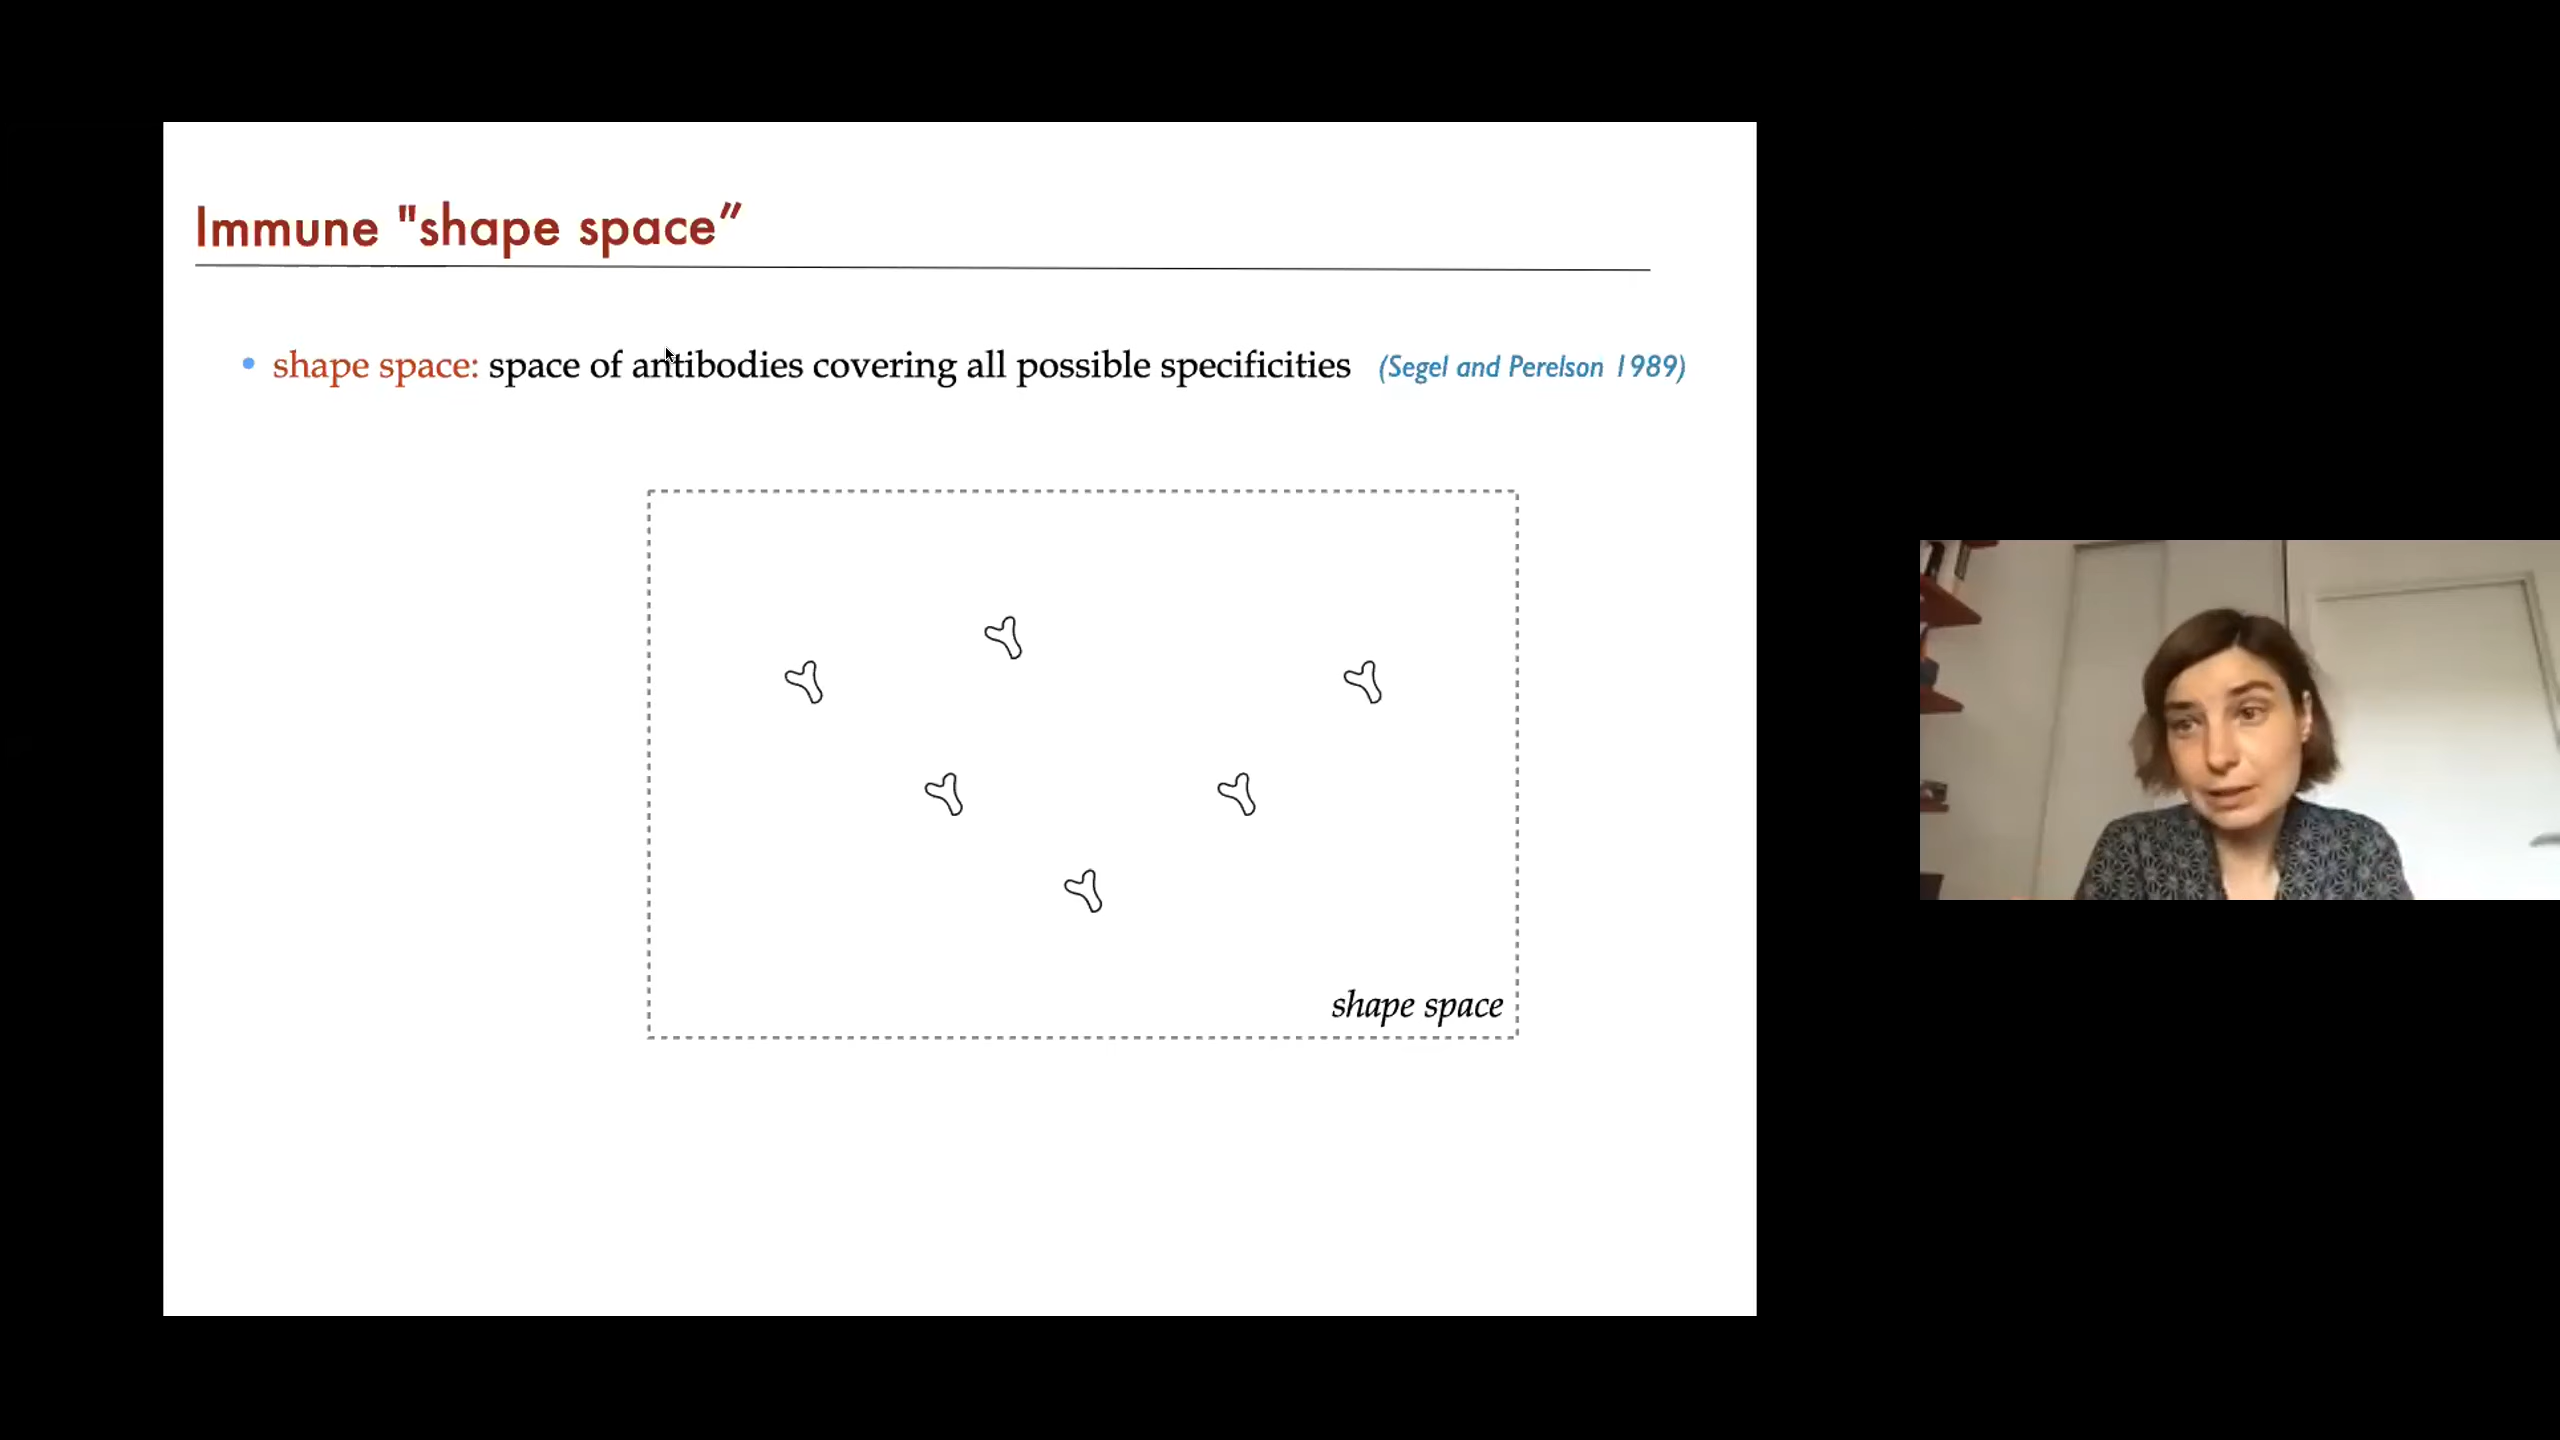 Immune "shape space”
• shape space: space of antibodies covering all possible specificities (Segel and Perelson 1989)
shape space